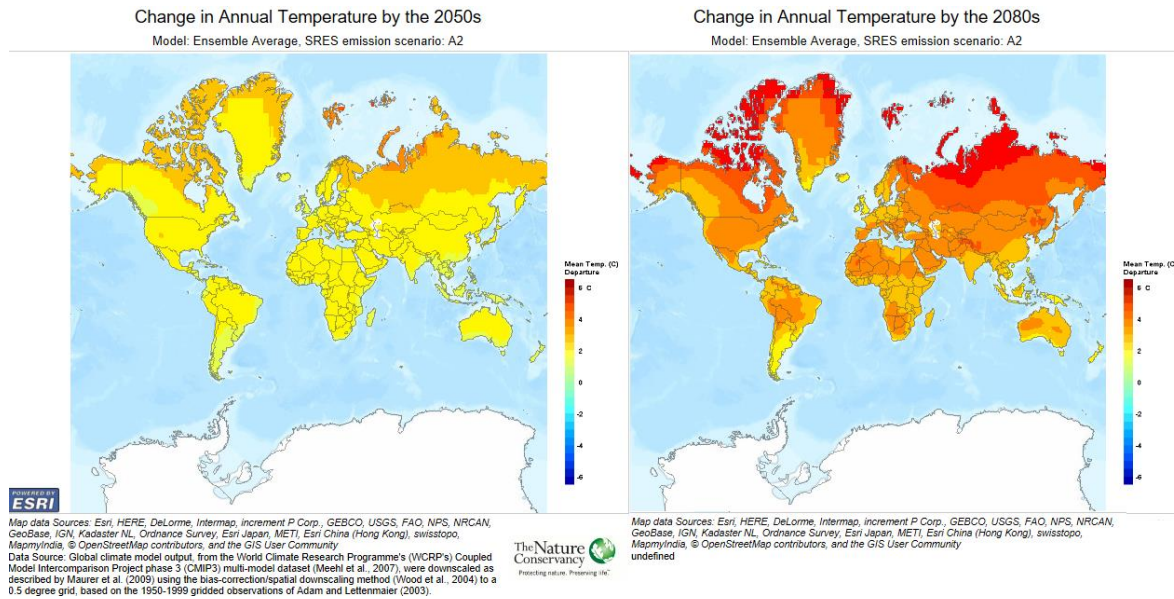 Change in Annual Temperature by the 2050s
Model: Ensemble Average, SRES emission scenario: A2
Mean Temp. (C)
Departure
6 C
4
2
0
-2
-4
-6
POWERED BY
ESRI
Map data Sources: Esri, HERE, DeLorme, Intermap, increment P Corp., GEBCO, USGS, FAO, NPS, NRCAN,
GeoBase, IGN, Kadaster NL, Ordnance Survey, Esri Japan, METI, Esri China (Hong Kong), swisstopo,
MapmyIndia, © OpenStreetMap contributors, and the GIS User Community
Data Source: Global climate model output, from the World Climate Research Programme's (WCRP's) Coupled
Model Intercomparison Project phase 3 (CMIP3) multi-model dataset (Meehl et al., 2007), were downscaled as
described by Maurer et al. (2009) using the bias-correction/spatial downscaling method (Wood et al., 2004) to a
0.5 degree grid, based on the 1950-1999 gridded observations of Adam and Lettenmaier (2003).
The Nature
Conservancy
Protecting nature. Preserving life.
Change in Annual Temperature by the 2080s
Model: Ensemble Average, SRES emission scenario: A2
Mean Temp. (C)
Departure
6 C
4
2
0
-2
-4
-6
Map data Sources: Esri, HERE, DeLorme, Intermap, increment P Corp., GEBCO, USGS, FAO, NPS, NRCAN,
GeoBase, IGN, Kadaster NL, Ordnance Survey, Esri Japan, METI, Esri China (Hong Kong), swisstopo,
MapmyIndia, © OpenStreetMap contributors, and the GIS User Community
undefined